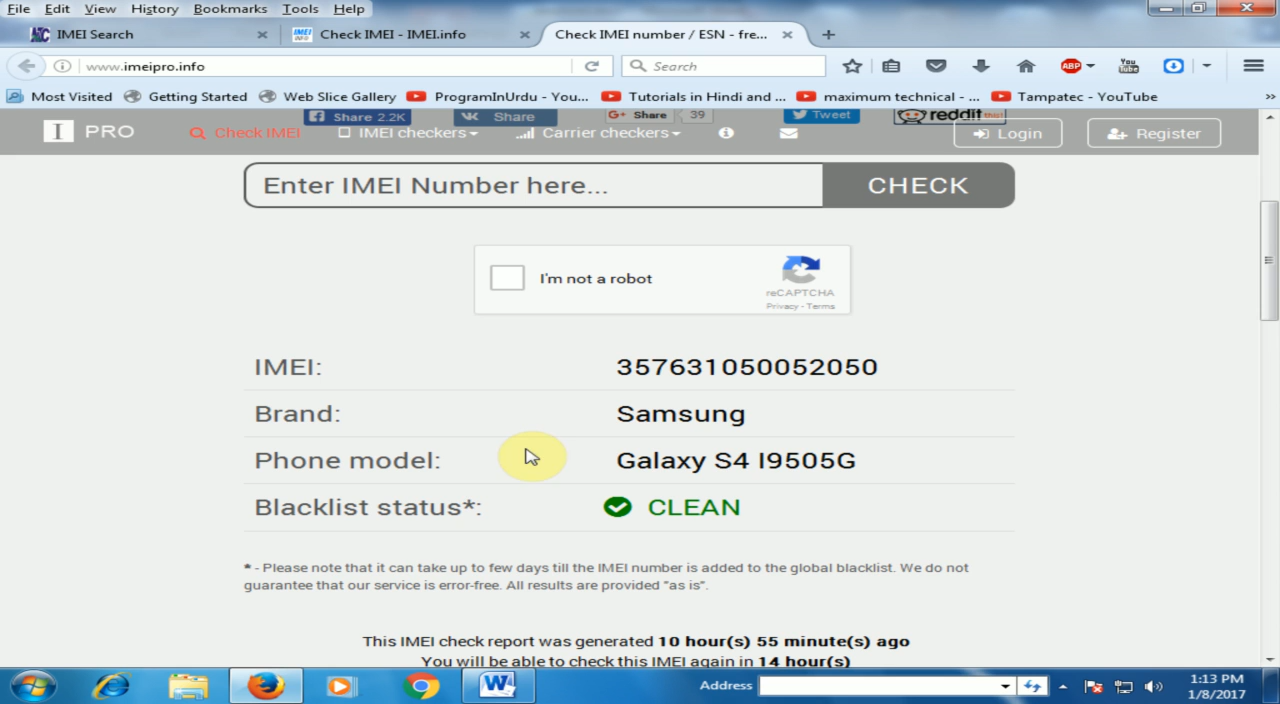 File Edit View History Bookmarks Tools Help
IMEI Search × Check IMEI - IMEI.info × Check IMEI number / ESN - fre... × +
www.imeipro.info Search ABP You Tube
Most Visited Getting Started Web Slice Gallery ProgramInUrdu - You... Tutorials in Hindi and ... maximum technical - ... Tampatec - YouTube »
Share 2.2K Share G+ Share 39 Tweet reddit this!
I PRO Check IMEI IMEI checkers Carrier checkers Login Register
Enter IMEI Number here... CHECK
I'm not a robot
reCAPTCHA
Privacy - Terms
IMEI: 357631050052050
Brand: Samsung
Phone model: Galaxy S4 I9505G
Blacklist status*: CLEAN
* - Please note that it can take up to few days till the IMEI number is added to the global blacklist. We do not
guarantee that our service is error-free. All results are provided "as is".
This IMEI check report was generated 10 hour(s) 55 minute(s) ago
You will be able to check this IMEI again in 14 hour(s)
Address
1:13 PM
1/8/2017